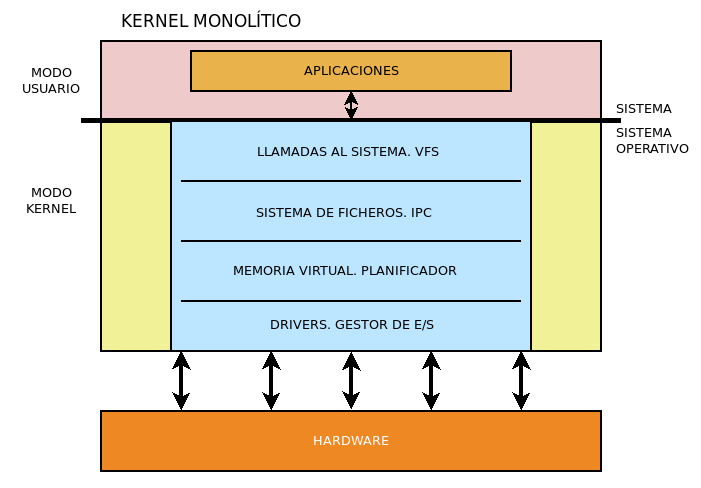 KERNEL MONOLÍTICO
MODO
USUARIO
APLICACIONES
SISTEMA
SISTEMA
OPERATIVO
LLAMADAS AL SISTEMA. VFS
MODO
KERNEL
SISTEMA DE FICHEROS. IPC
MEMORIA VIRTUAL. PLANIFICADOR
DRIVERS. GESTOR DE E/S
HARDWARE